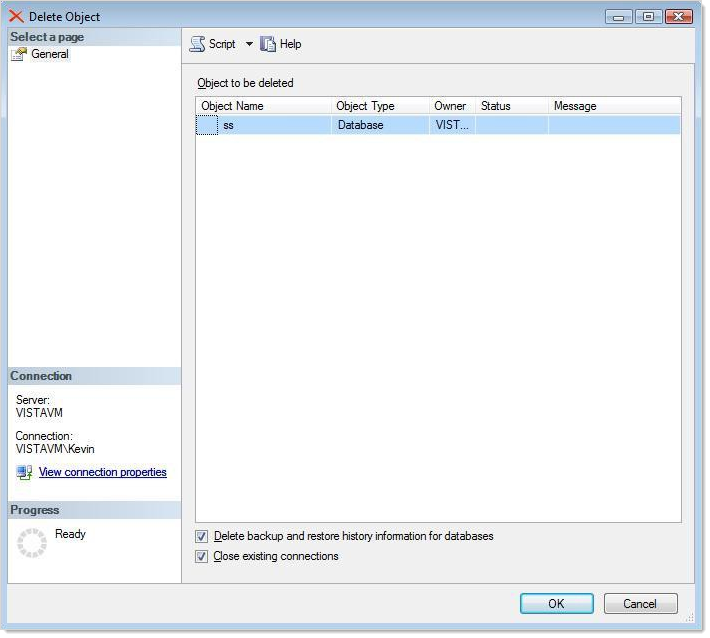 Delete Object
Select a page
General
Script
Help
Object to be deleted
Object Name Object Type Owner Status Message
ss Database VIST...
Connection
Server:
VISTAVM
Connection:
VISTAVM\Kevin
View connection properties
Progress
Ready
Delete backup and restore history information for databases
Close existing connections
OK
Cancel